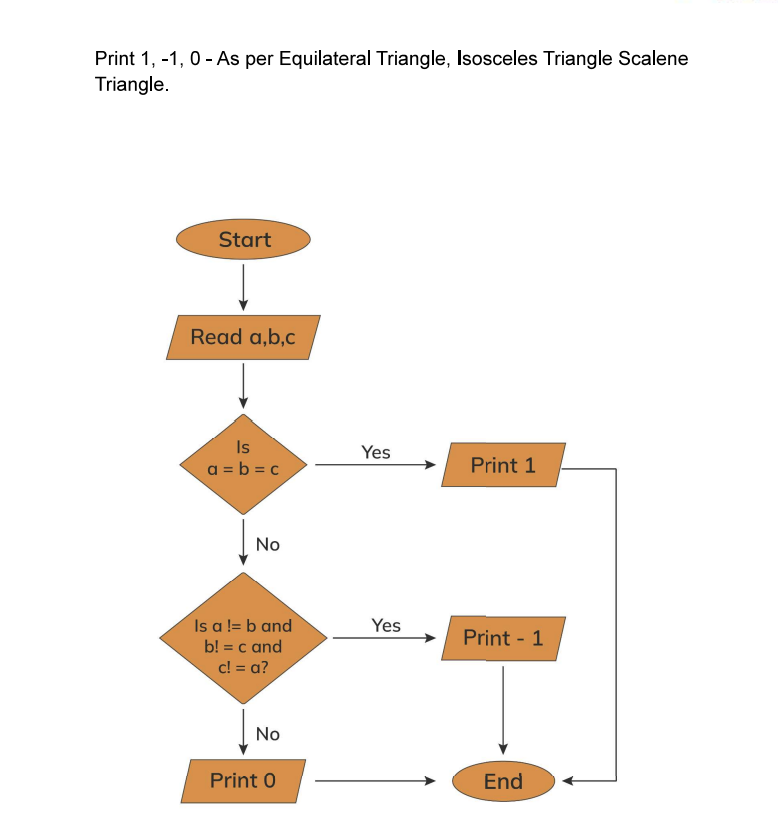 Print 1, -1, 0 - As per Equilateral Triangle, Isosceles Triangle Scalene
Triangle.
Start
Read a,b,c
Is
a = b = c
Yes
Print 1
No
Is a != b and
b! = c and
c! = a?
Yes
Print - 1
No
Print 0
End